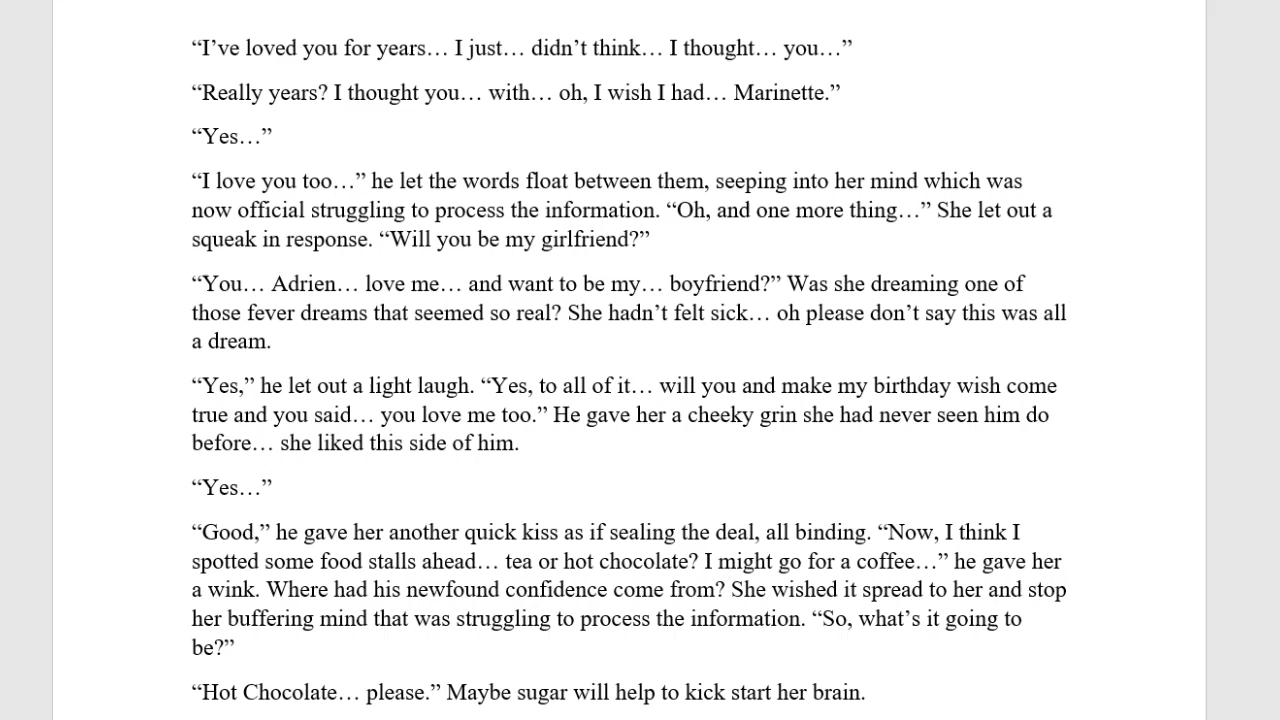 “I’ve loved you for years… I just… didn’t think… I thought… you…”
“Really years? I thought you… with… oh, I wish I had… Marinette.”
“Yes…”
“I love you too…” he let the words float between them, seeping into her mind which was
now official struggling to process the information. “Oh, and one more thing…” She let out a
squeak in response. “Will you be my girlfriend?”
“You… Adrien… love me… and want to be my… boyfriend?” Was she dreaming one of
those fever dreams that seemed so real? She hadn’t felt sick… oh please don’t say this was all
a dream.
“Yes,” he let out a light laugh. “Yes, to all of it… will you and make my birthday wish come
true and you said… you love me too.” He gave her a cheeky grin she had never seen him do
before… she liked this side of him.
“Yes…”
“Good,” he gave her another quick kiss as if sealing the deal, all binding. “Now, I think I
spotted some food stalls ahead… tea or hot chocolate? I might go for a coffee…” he gave her
a wink. Where had his newfound confidence come from? She wished it spread to her and stop
her buffering mind that was struggling to process the information. “So, what’s it going to
be?”
“Hot Chocolate… please.” Maybe sugar will help to kick start her brain.